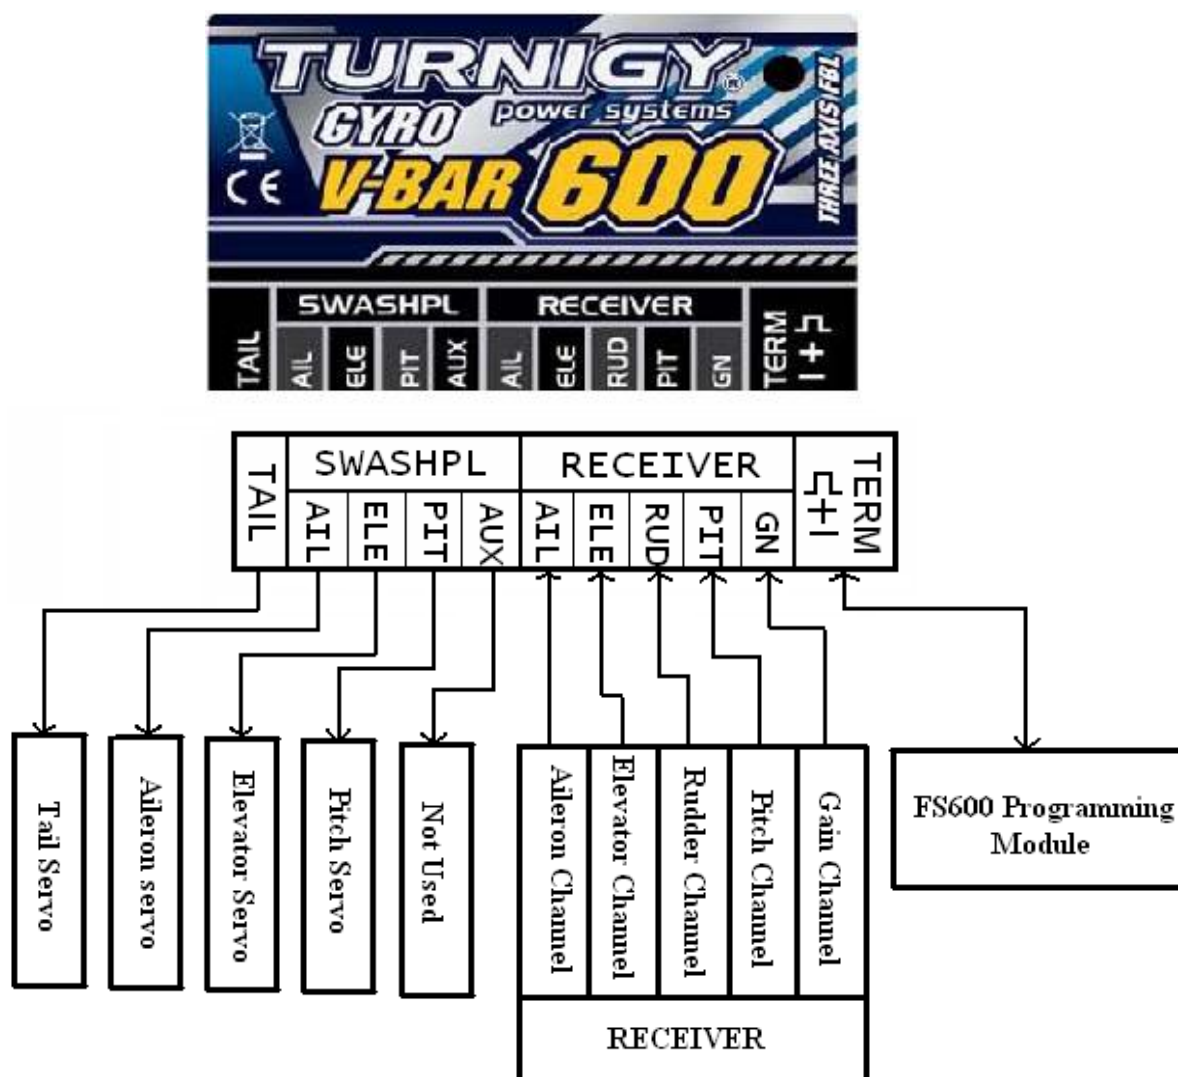 TURNIGY®
power systems
GYRO
V-BAR 600
THREE AXIS FBL
CE
TAIL
SWASHPL
AIL
ELE
PIT
AUX
RECEIVER
AIL
ELE
RUD
PIT
GN
TERM
TAIL
SWASHPL
AIL
ELE
PIT
AUX
RECEIVER
AIL
ELE
RUD
PIT
GN
TERM
Tail Servo
Aileron servo
Elevator Servo
Pitch Servo
Not Used
Aileron Channel
Elevator Channel
Rudder Channel
Pitch Channel
Gain Channel
RECEIVER
FS600 Programming
Module